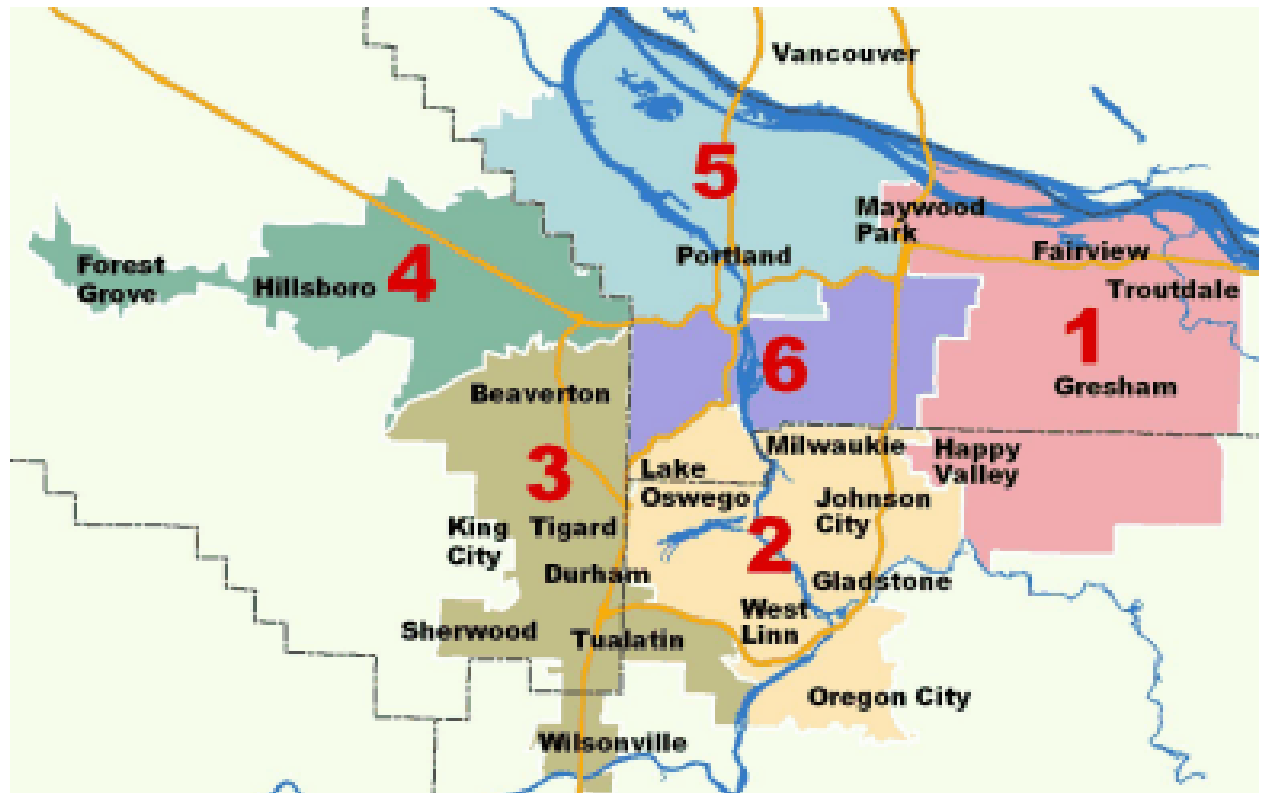 Vancouver
5
Maywood
Park
Portland
Fairview
Forest
Grove
Hillsboro
4
Troutdale
1
6
Gresham
Beaverton
Milwaukie
Happy
Valley
Lake
Oswego
3
Johnson
City
King
City
Tigard
2
Durham
Gladstone
West
Linn
Sherwood
Tualatin
Oregon City
Wilsonville